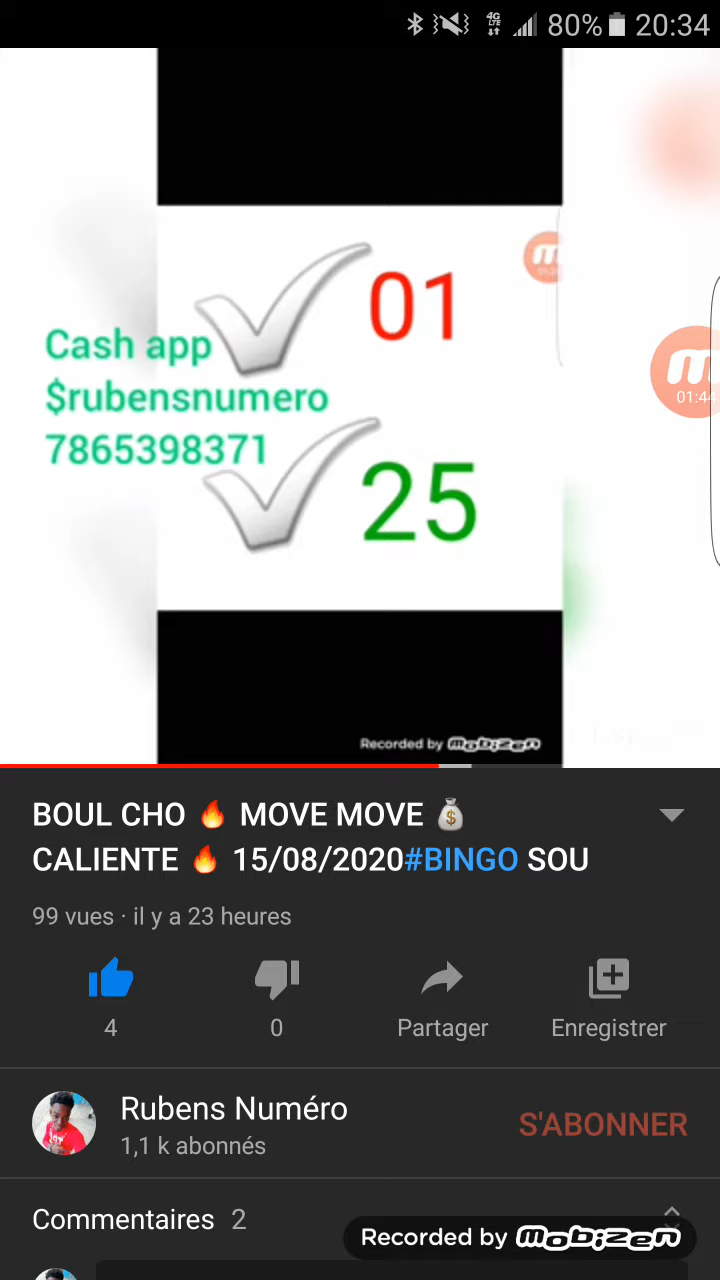 4G
LTE
80%
20:34
01
Cash app
$rubensnumero
7865398371
25
01:44
Recorded by mobizen
BOUL CHO 🔥 MOVE MOVE 💰
CALIENTE 🔥 15/08/2020#BINGO SOU
99 vues · il y a 23 heures
4
0
Partager
Enregistrer
Rubens Numéro
1,1 k abonnés
S'ABONNER
Commentaires 2
Recorded by mobizen